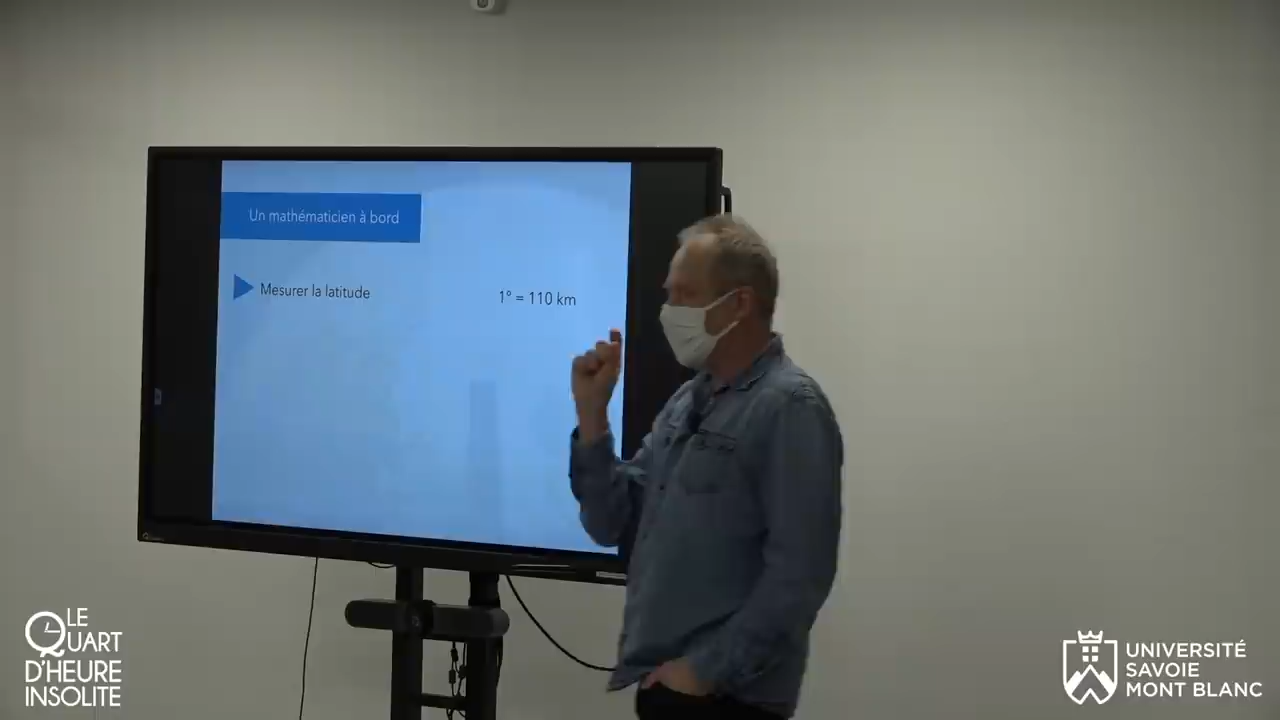 Un mathématicien à bord
Mesurer la latitude
1° = 110 km
LE
QUART
D'HEURE
INSOLITE
UNIVERSITÉ
SAVOIE
MONT BLANC